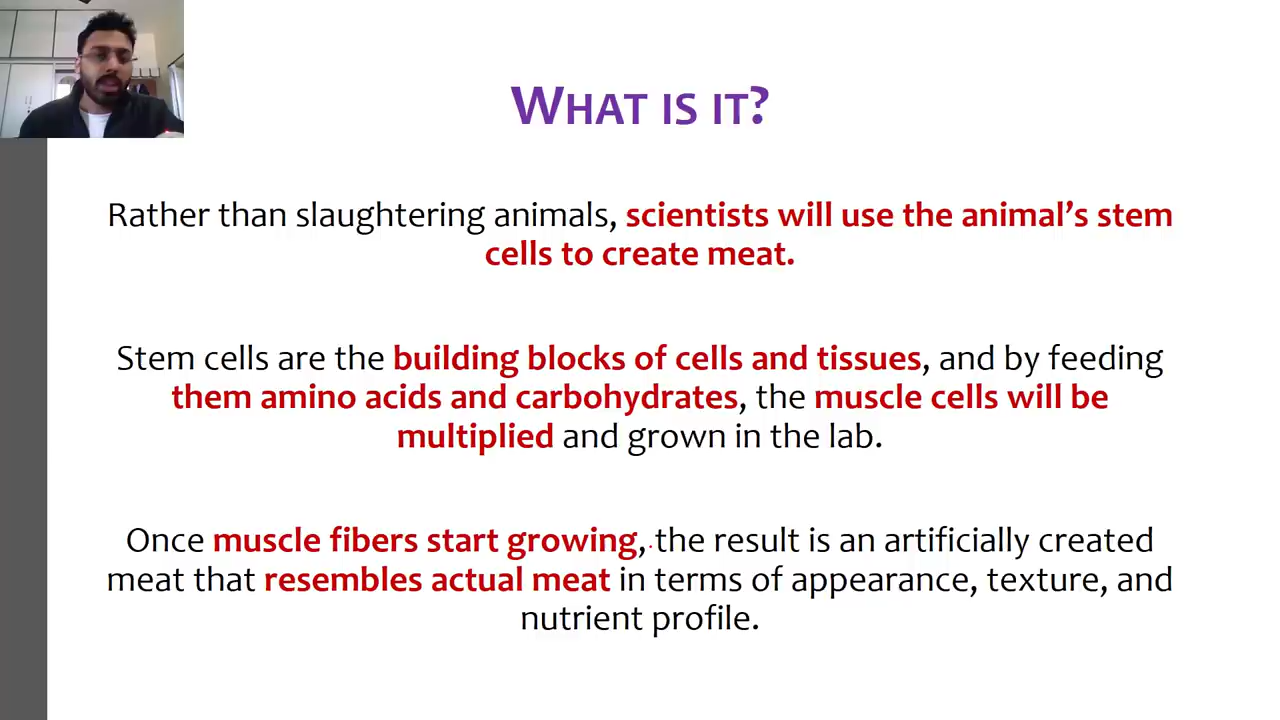 WHAT IS IT?
Rather than slaughtering animals, scientists will use the animal’s stem
cells to create meat.
Stem cells are the building blocks of cells and tissues, and by feeding
them amino acids and carbohydrates, the muscle cells will be
multiplied and grown in the lab.
Once muscle fibers start growing, the result is an artificially created
meat that resembles actual meat in terms of appearance, texture, and
nutrient profile.